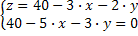 z = 40 − 3 · x − 2 · y
40 − 5 · x − 3 · y = 0